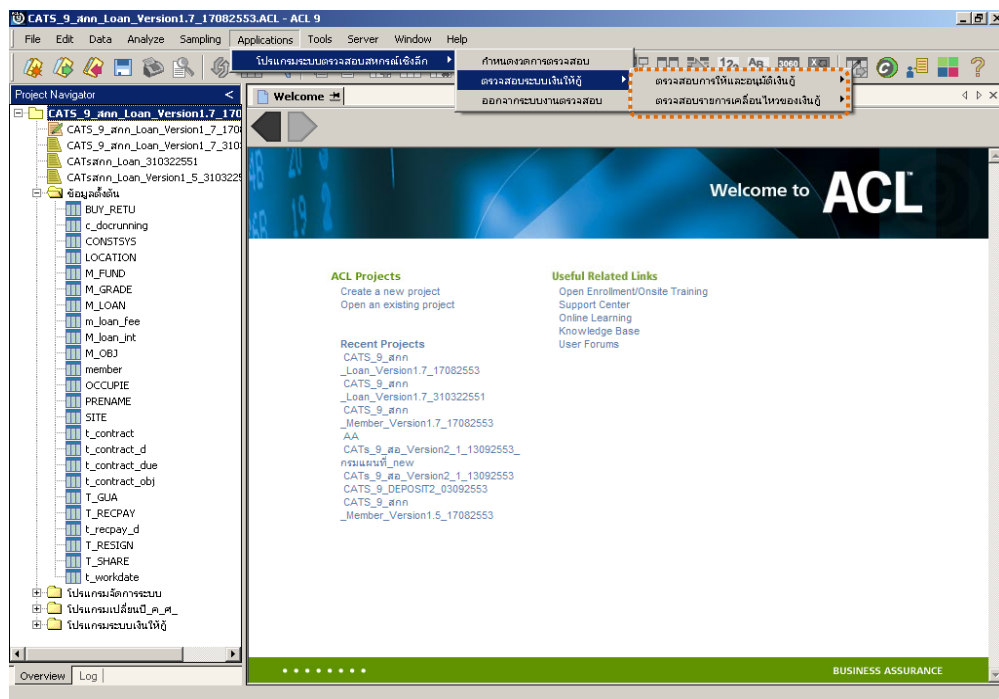 CATS_9_สกก_Loan_Version1.7_17082553.ACL - ACL 9
File Edit Data Analyze Sampling Applications Tools Server Window Help
โปรแกรมระบบตรวจสอบสหกรณ์เชิงลึก
กำหนดงวดการตรวจสอบ
ตรวจสอบระบบเงินให้กู้
ออกจากระบบงานตรวจสอบ
ตรวจสอบการให้และอนุมัติเงินกู้
ตรวจสอบรายการเคลื่อนไหวของเงินกู้
Project Navigator <
Welcome
CATS_9_สกก_Loan_Version1.7_170
CATS_9_สกก_Loan_Version1_7_170
CATS_9_สกก_Loan_Version1_7_310
CATsสกก_Loan_310322551
CATsสกก_Loan_Version1_5_3103225
ข้อมูลตั้งต้น
BUY_RETU
c_docrunning
CONSTSYS
LOCATION
M_FUND
M_GRADE
M_LOAN
m_loan_fee
M_loan_int
M_OBJ
member
OCCUPIE
PRENAME
SITE
t_contract
t_contract_d
t_contract_due
t_contract_obj
T_GUA
T_RECPAY
t_recpay_d
T_RESIGN
T_SHARE
t_workdate
โปรแกรมจัดการระบบ
โปรแกรมเปลี่ยนปี_ค_ศ_
โปรแกรมระบบเงินให้กู้
Overview Log
Welcome to ACL
ACL Projects
Create a new project
Open an existing project
Recent Projects
CATS_9_สกก
_Loan_Version1.7_17082553
CATS_9_สกก
_Loan_Version1.7_310322551
CATS_9_สกก
_Member_Version1.7_17082553
AA
CATs_9_สอ_Version2_1_13092553_
กรมแผนที่_new
CATs_9_สอ_Version2_1_13092553
CATS_9_DEPOSIT2_03092553
CATS_9_สกก
_Member_Version1.5_17082553
Useful Related Links
Open Enrollment/Onsite Training
Support Center
Online Learning
Knowledge Base
User Forums
BUSINESS ASSURANCE